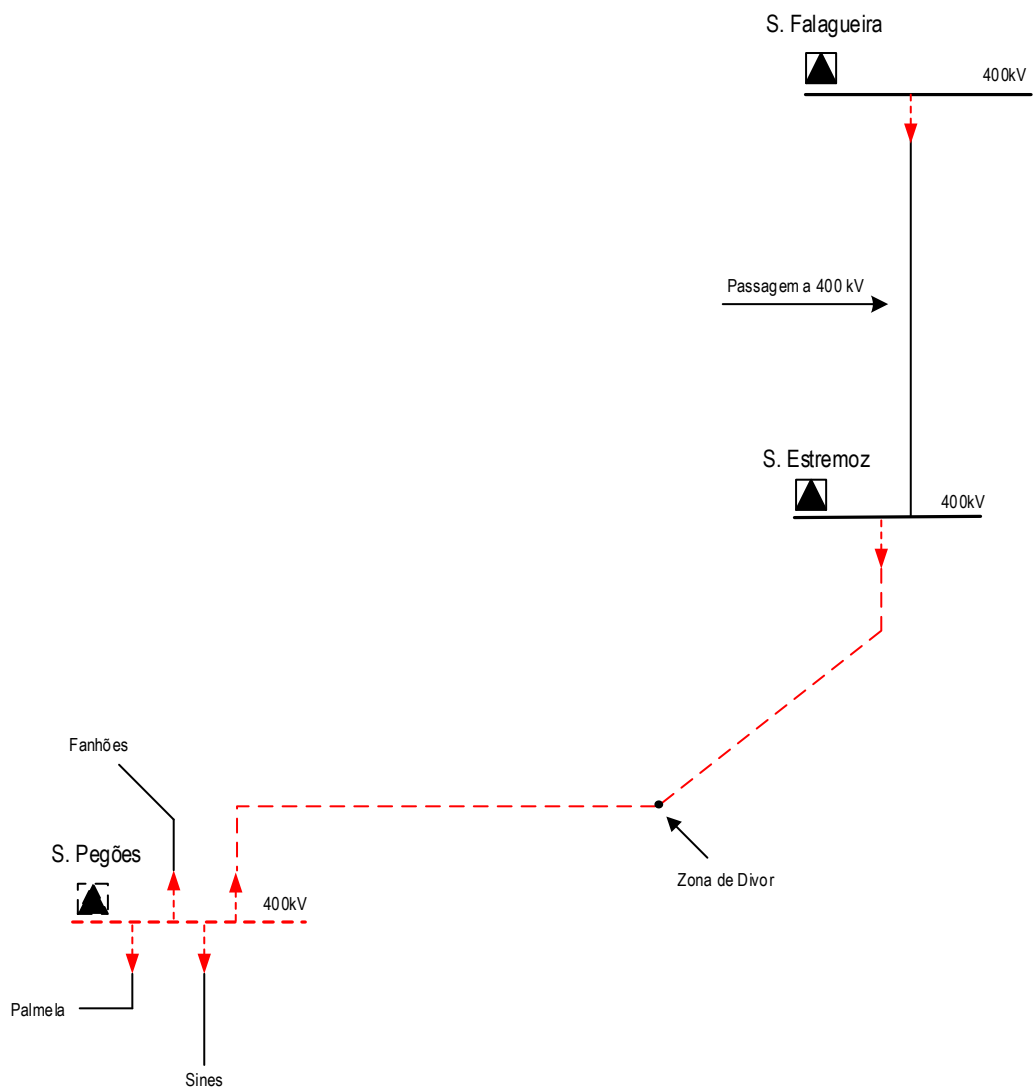 S. Falagueira
400kV
Passagem a 400 kV
S. Estremoz
400kV
Fanhões
S. Pegões
400kV
Zona de Divor
Palmela
Sines